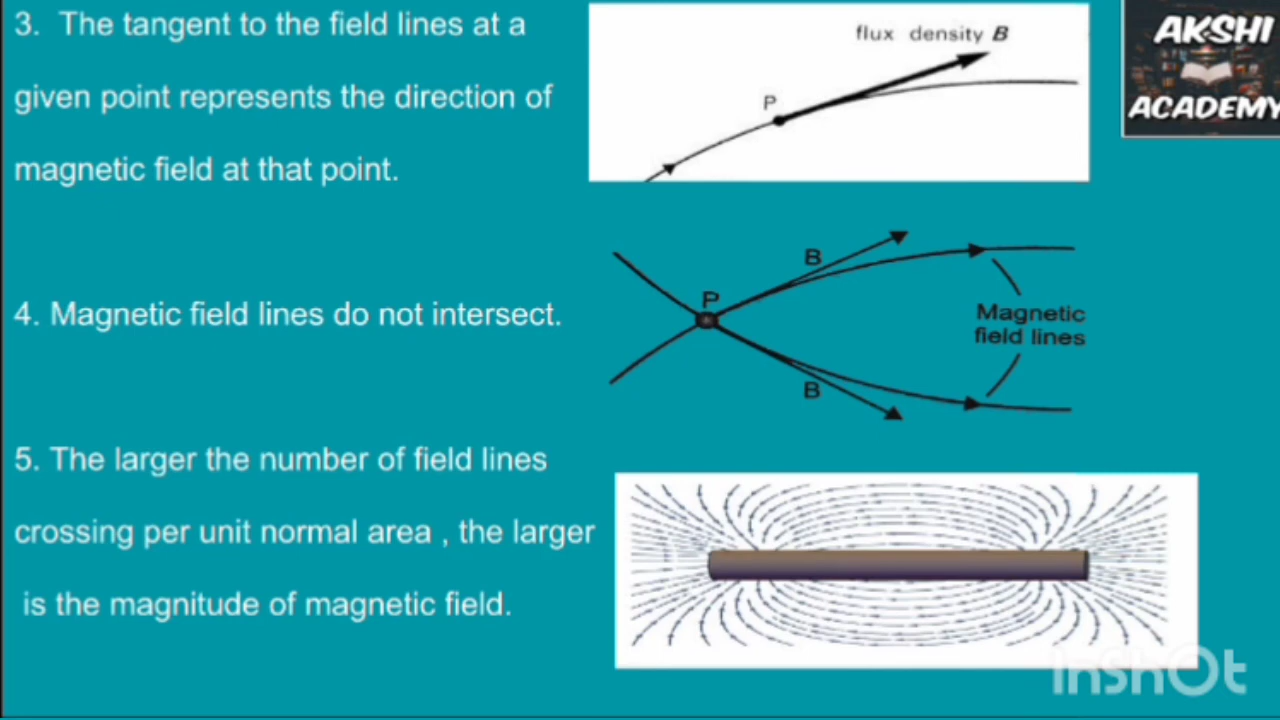 3. The tangent to the field lines at a
given point represents the direction of
magnetic field at that point.
flux density B
P
AKSHI
ACADEMY
4. Magnetic field lines do not intersect.
B
P
Magnetic
field lines
B
5. The larger the number of field lines
crossing per unit normal area , the larger
is the magnitude of magnetic field.
InShOt